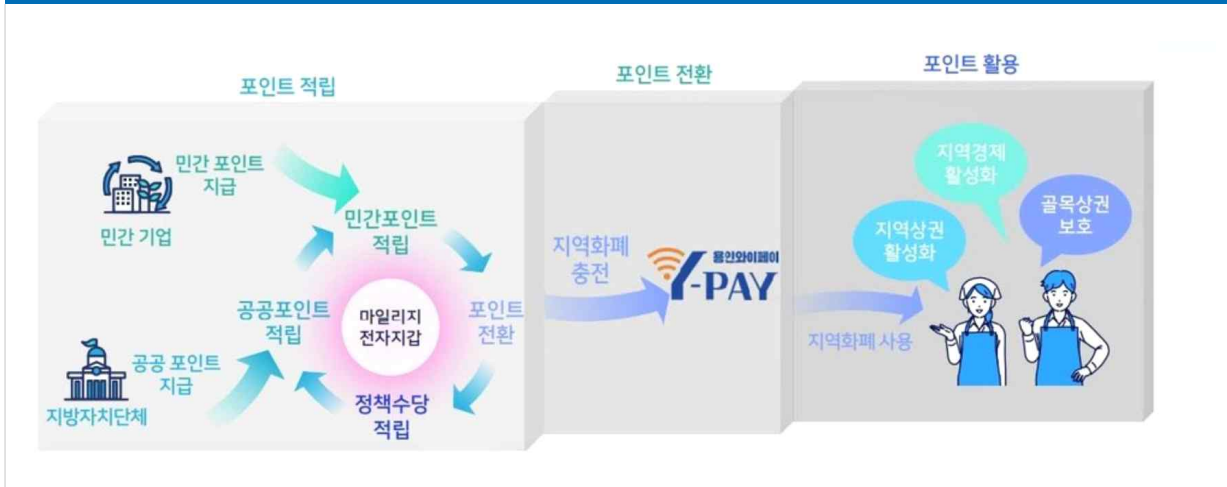 포인트 적립
민간 포인트
지급
민간 기업
민간포인트
적립
공공포인트
적립
마일리지
전자지갑
포인트
전환
공공 포인트
지급
지방자치단체
정책수당
적립
포인트 전환
지역화폐
충전
용인와이페이
Y-PAY
포인트 활용
지역경제
활성화
골목상권
보호
지역상권
활성화
지역화폐 사용